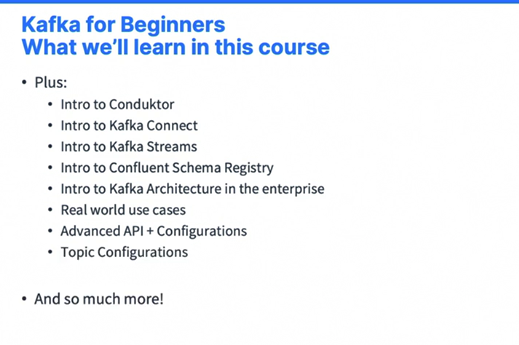 Kafka for Beginners
What we'll learn in this course
• Plus:
• Intro to Conduktor
• Intro to Kafka Connect
• Intro to Kafka Streams
• Intro to Confluent Schema Registry
• Intro to Kafka Architecture in the enterprise
• Real world use cases
• Advanced API + Configurations
• Topic Configurations
• And so much more!